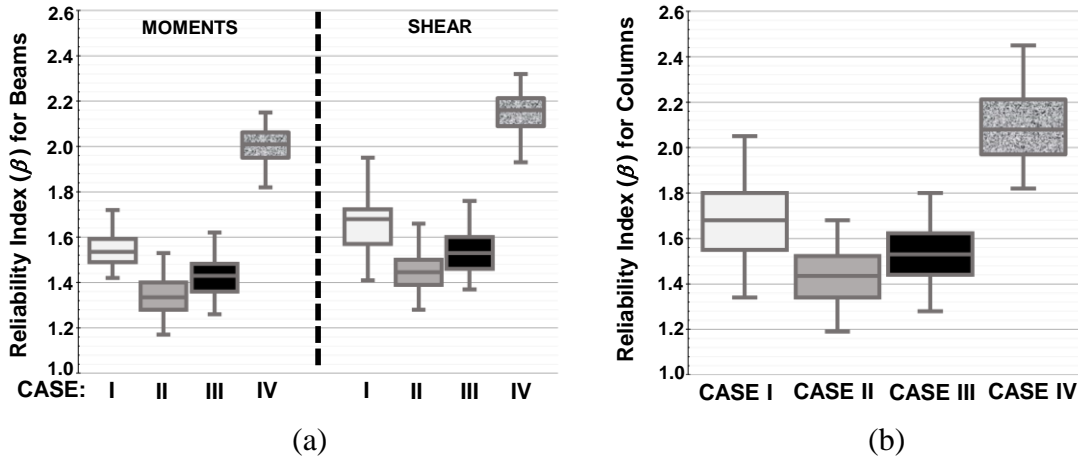 Reliability Index (β) for Beams
2.6
2.4
2.2
2.0
1.8
1.6
1.4
1.2
1.0
MOMENTS
SHEAR
CASE: I II III IV I II III IV
(a)
Reliability Index (β) for Columns
2.6
2.4
2.2
2.0
1.8
1.6
1.4
1.2
1.0
CASE I CASE II CASE III CASE IV
(b)